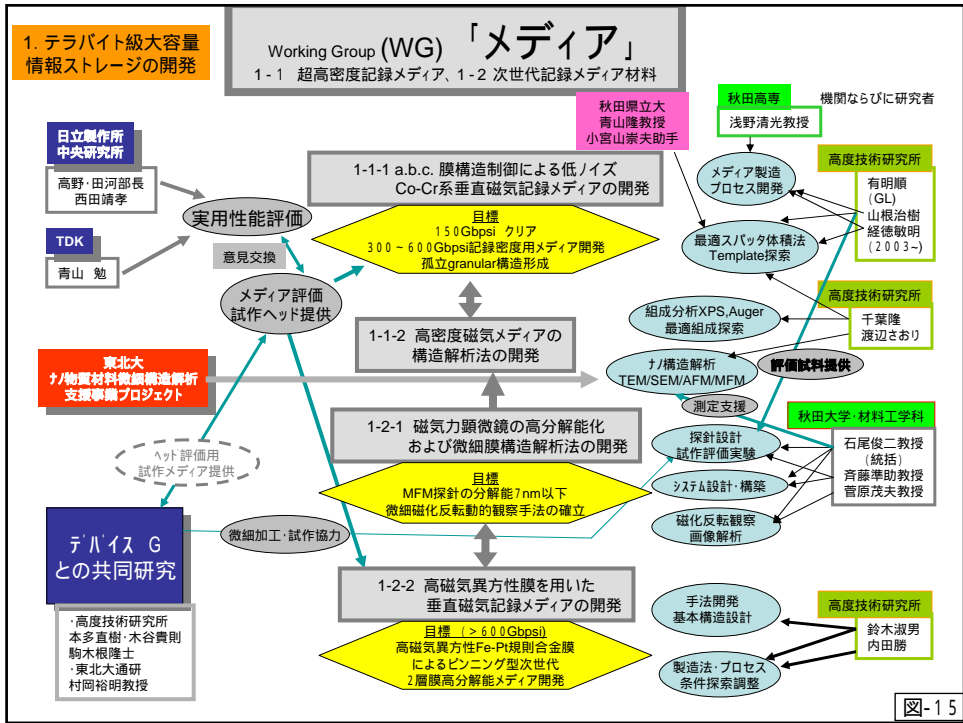 1. テラバイト級大容量
情報ストレージの開発
Working Group (WG) 「メディア」
1-1 超高密度記録メディア、1-2 次世代記録メディア材料
機関ならびに研究者
日立製作所
中央研究所
高野・田河部長
西田靖孝
TDK
青山 勉
実用性能評価
意見交換
メディア評価
試作ヘッド提供
東北大
ナノ物質材料微細構造解析
支援事業プロジェクト
ヘッド評価用
試作メディア提供
デバイス G
との共同研究
・高度技術研究所
本多直樹・木谷貴則
駒木根隆士
・東北大通研
村岡裕明教授
微細加工・試作協力
1-1-1 a.b.c. 膜構造制御による低ノイズ
Co-Cr系垂直磁気記録メディアの開発
目標
150Gbpsi クリア
300～600Gbpsi記録密度用メディア開発
孤立granular構造形成
1-1-2 高密度磁気メディアの
構造解析法の開発
1-2-1 磁気力顕微鏡の高分解能化
および微細膜構造解析法の開発
目標
MFM探針の分解能7nm以下
微細磁化反転動的観察手法の確立
1-2-2 高磁気異方性膜を用いた
垂直磁気記録メディアの開発
目標 (>600Gbpsi)
高磁気異方性Fe-Pt規則合金膜
によるピンニング型次世代
2層膜高分解能メディア開発
秋田県立大
青山隆教授
小宮山崇夫助手
秋田高専
浅野清光教授
メディア製造
プロセス開発
最適スパッタ体積法
Template探索
組成分析XPS,Auger
最適組成探索
ナノ構造解析
TEM/SEM/AFM/MFM
評価試料提供
測定支援
探針設計
試作評価実験
システム設計・構築
磁化反転観察
画像解析
手法開発
基本構造設計
製造法・プロセス
条件探索調整
高度技術研究所
有明順
(GL)
山根治樹
経徳敏明
(2003~)
高度技術研究所
千葉隆
渡辺さおり
秋田大学・材料工学科
石尾俊二教授
(統括)
斉藤準助教授
菅原茂夫教授
高度技術研究所
鈴木淑男
内田勝
図-15